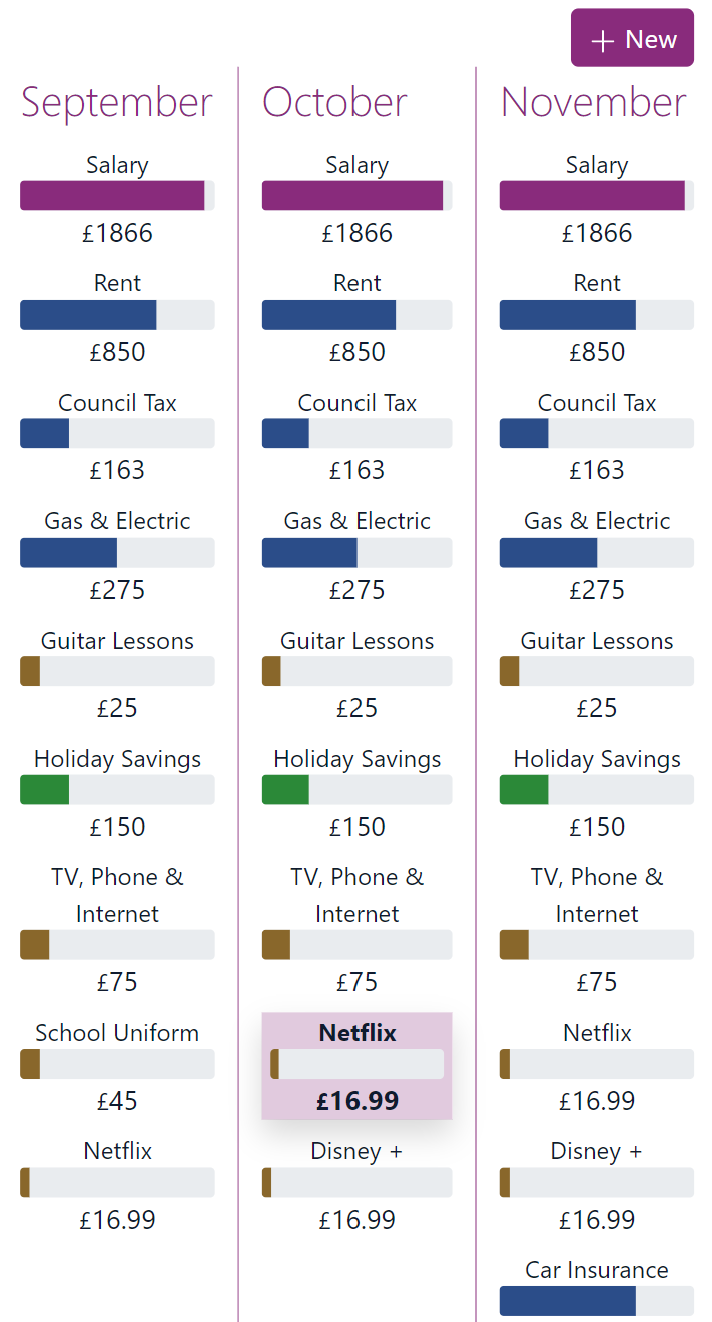 + New
September
Salary
£1866
Rent
£850
Council Tax
£163
Gas & Electric
£275
Guitar Lessons
£25
Holiday Savings
£150
TV, Phone &
Internet
£75
School Uniform
£45
Netflix
£16.99
October
Salary
£1866
Rent
£850
Council Tax
£163
Gas & Electric
£275
Guitar Lessons
£25
Holiday Savings
£150
TV, Phone &
Internet
£75
Netflix
£16.99
Disney +
£16.99
November
Salary
£1866
Rent
£850
Council Tax
£163
Gas & Electric
£275
Guitar Lessons
£25
Holiday Savings
£150
TV, Phone &
Internet
£75
Netflix
£16.99
Disney +
£16.99
Car Insurance